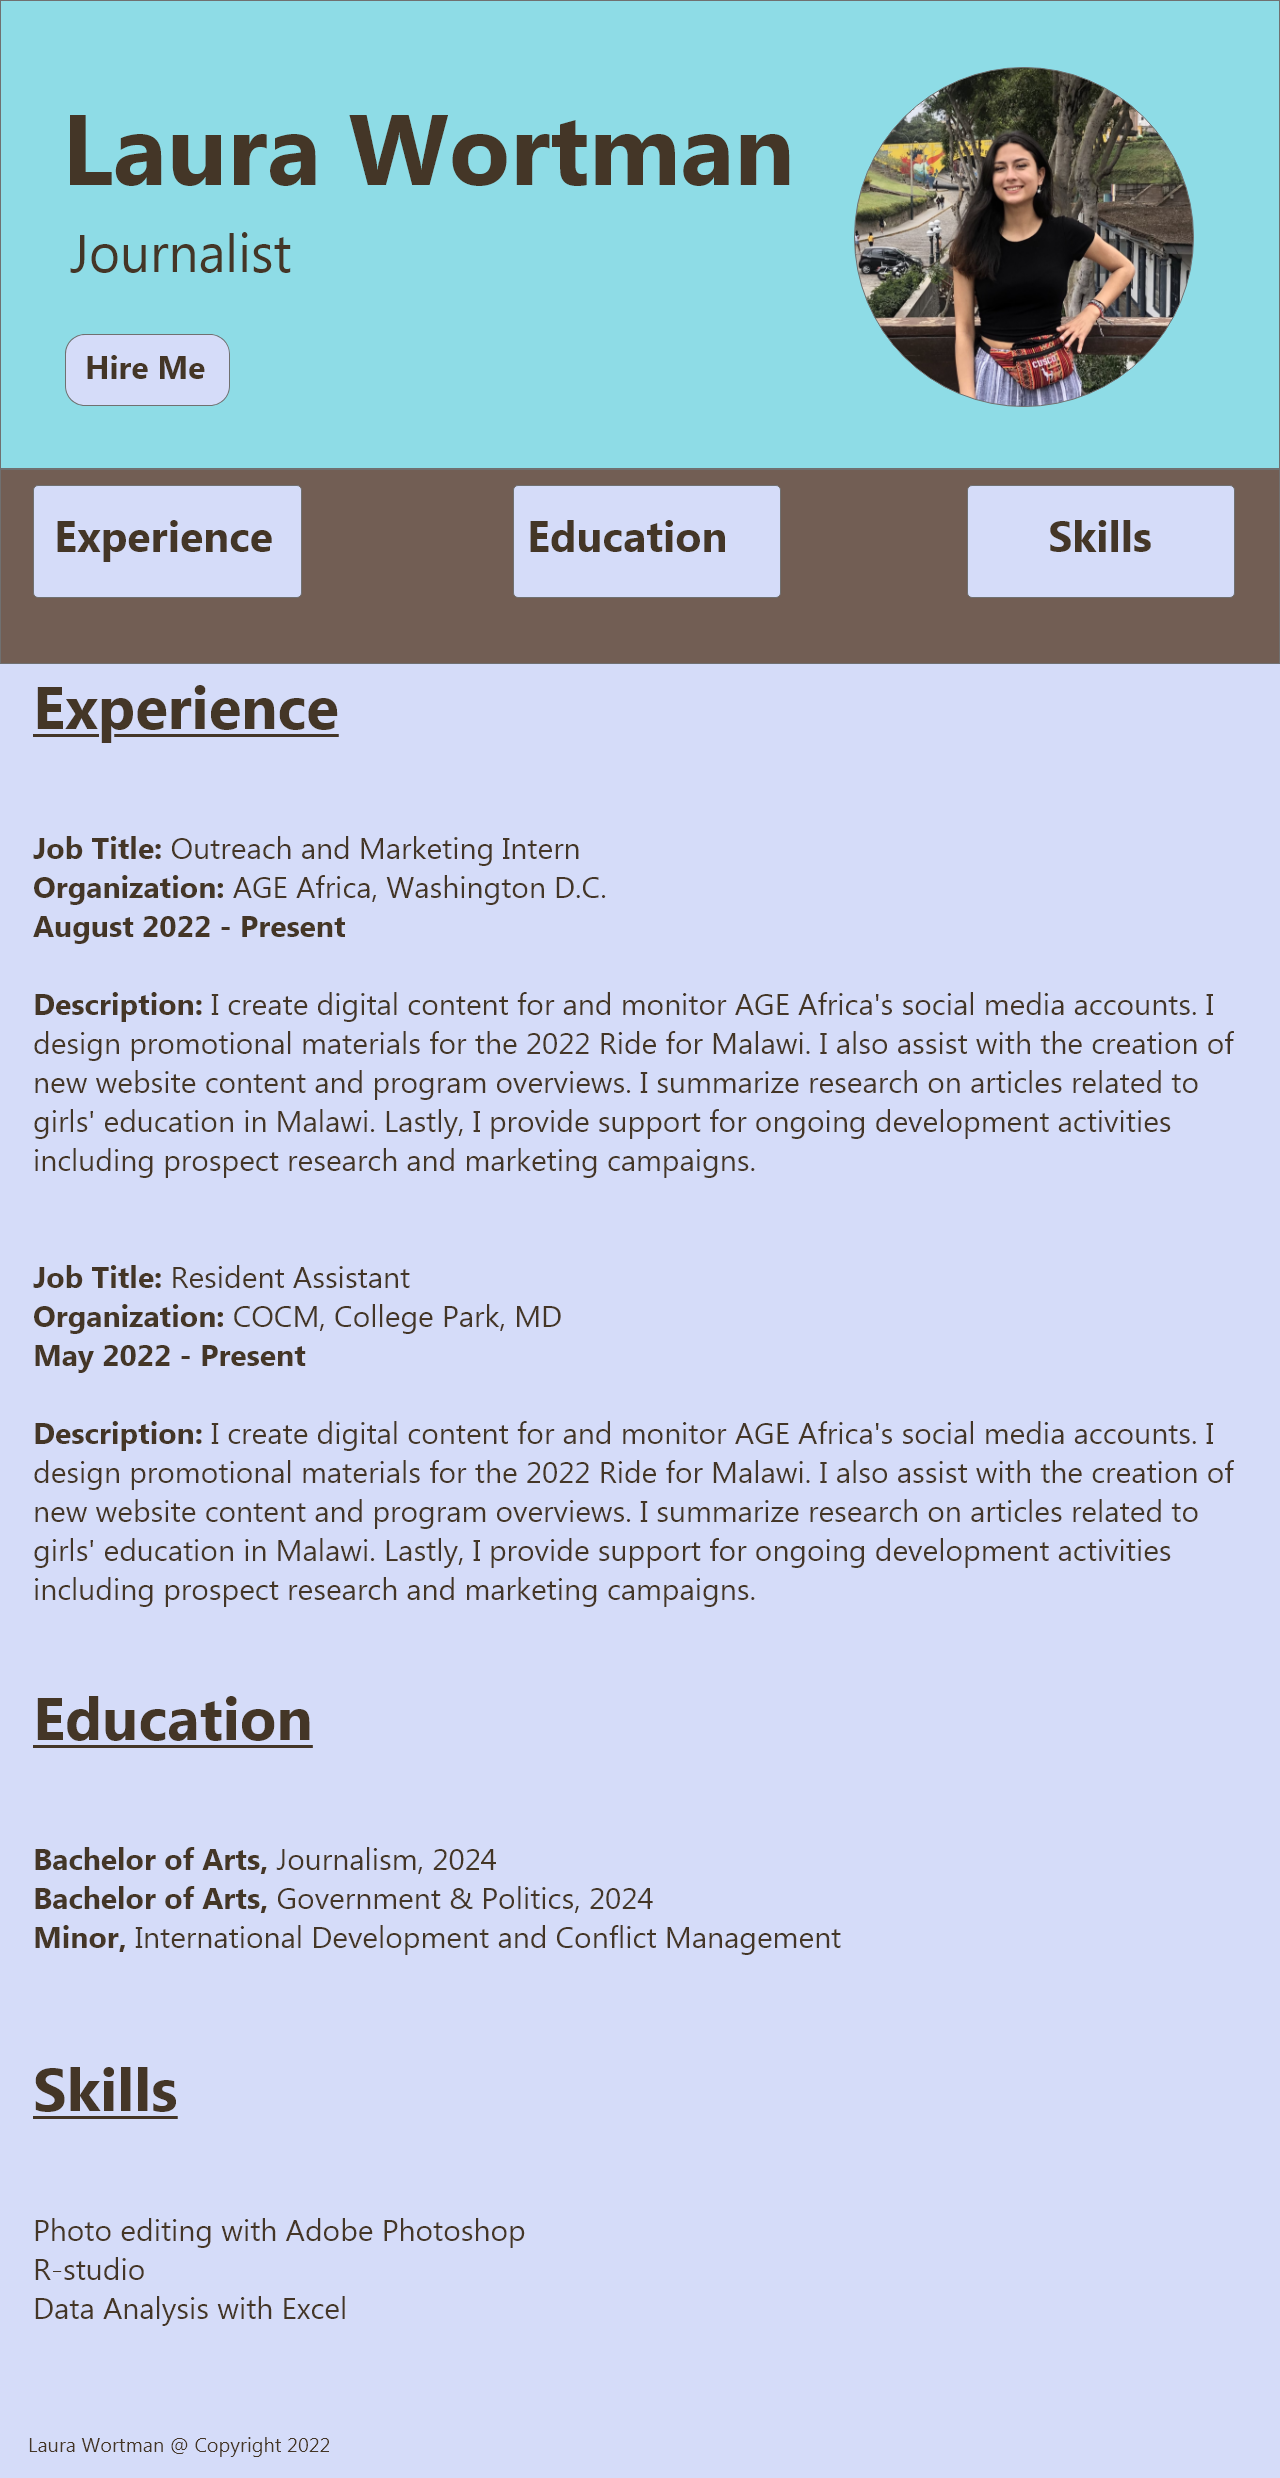 Laura Wortman
Journalist
Hire Me
CUSCO
Experience
Education
Skills
Experience
Job Title: Outreach and Marketing Intern
Organization: AGE Africa, Washington D.C.
August 2022 - Present
Description: I create digital content for and monitor AGE Africa's social media accounts. I
design promotional materials for the 2022 Ride for Malawi. I also assist with the creation of
new website content and program overviews. I summarize research on articles related to
girls' education in Malawi. Lastly, I provide support for ongoing development activities
including prospect research and marketing campaigns.
Job Title: Resident Assistant
Organization: COCM, College Park, MD
May 2022 - Present
Description: I create digital content for and monitor AGE Africa's social media accounts. I
design promotional materials for the 2022 Ride for Malawi. I also assist with the creation of
new website content and program overviews. I summarize research on articles related to
girls' education in Malawi. Lastly, I provide support for ongoing development activities
including prospect research and marketing campaigns.
Education
Bachelor of Arts, Journalism, 2024
Bachelor of Arts, Government & Politics, 2024
Minor, International Development and Conflict Management
Skills
Photo editing with Adobe Photoshop
R-studio
Data Analysis with Excel
Laura Wortman @ Copyright 2022